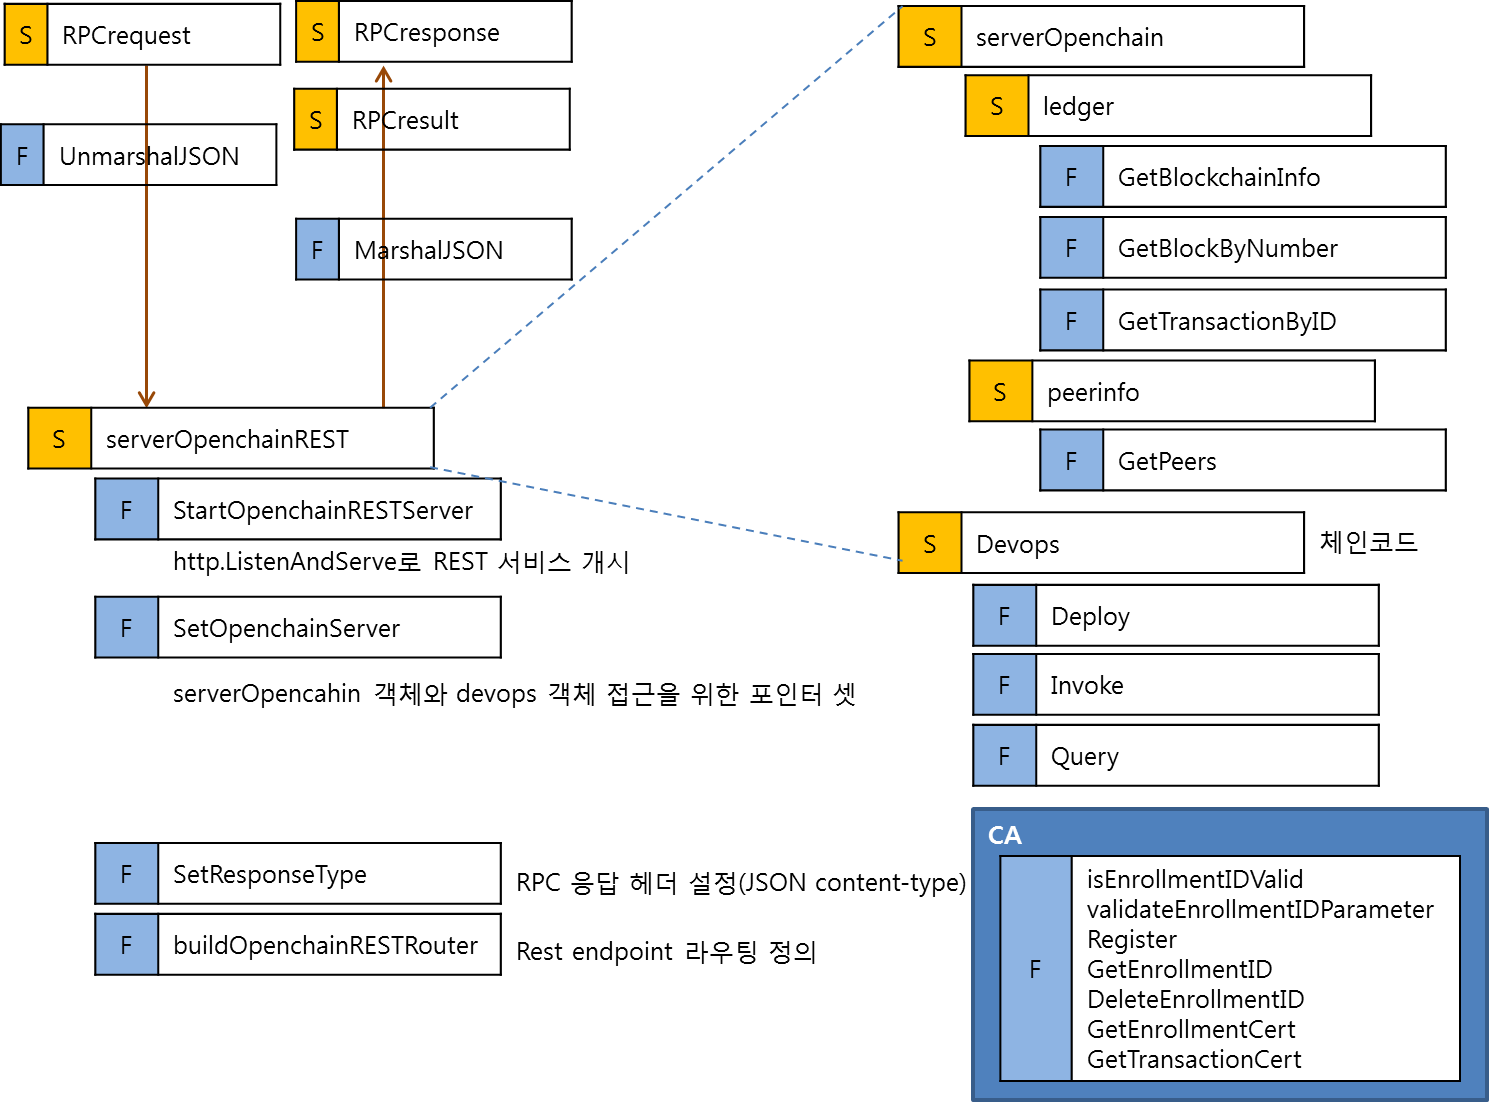 S RPCrequest
S RPCresponse
S RPCresult
F UnmarshalJSON
F MarshalJSON
S serverOpenchainREST
F StartOpenchainRESTServer
http.ListenAndServe로 REST 서비스 개시
F SetOpenchainServer
serverOpencahin 객체와 devops 객체 접근을 위한 포인터 셋
F SetResponseType
RPC 응답 헤더 설정(JSON content-type)
F buildOpenchainRESTRouter
Rest endpoint 라우팅 정의
S serverOpenchain
S ledger
F GetBlockchainInfo
F GetBlockByNumber
F GetTransactionByID
S peerinfo
F GetPeers
S Devops
체인코드
F Deploy
F Invoke
F Query
CA
F
isEnrollmentIDValid
validateEnrollmentIDParameter
Register
GetEnrollmentID
DeleteEnrollmentID
GetEnrollmentCert
GetTransactionCert